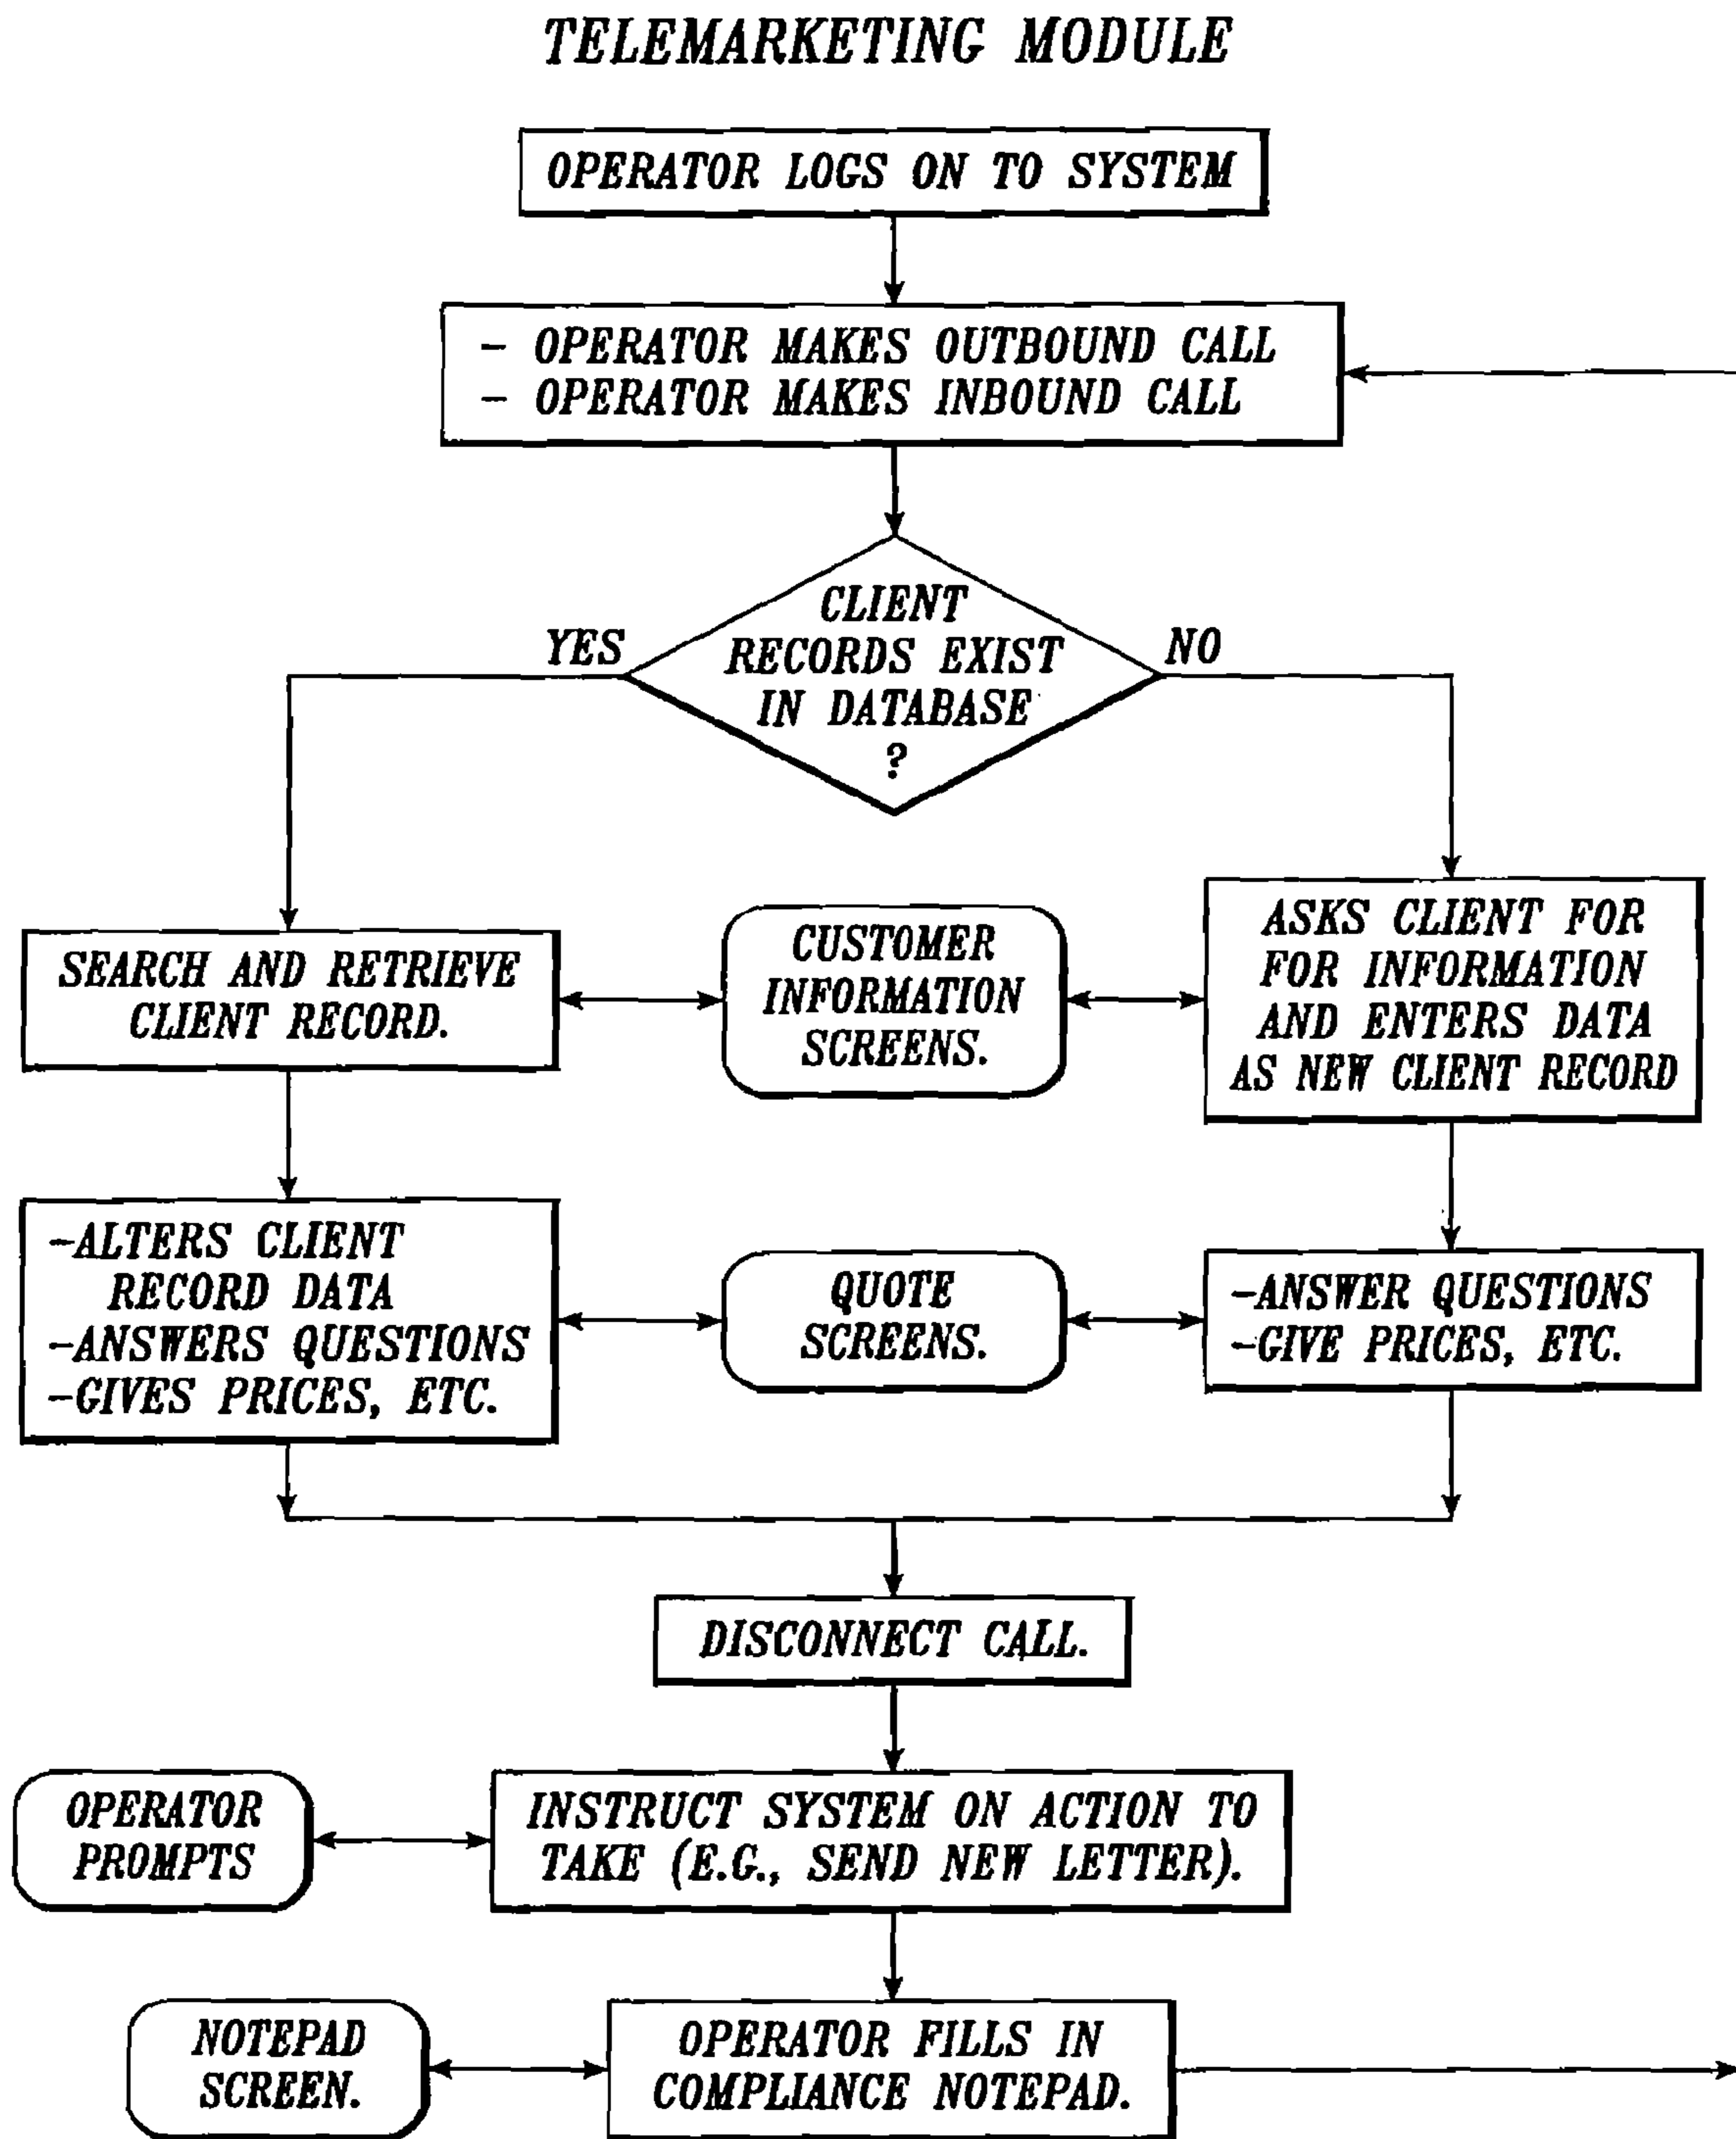 TELEMARKETING MODULE
OPERATOR LOGS ON TO SYSTEM
- OPERATOR MAKES OUTBOUND CALL
- OPERATOR MAKES INBOUND CALL
CLIENT
RECORDS EXIST
IN DATABASE
?
YES
NO
SEARCH AND RETRIEVE
CLIENT RECORD.
CUSTOMER
INFORMATION
SCREENS.
ASKS CLIENT FOR
FOR INFORMATION
AND ENTERS DATA
AS NEW CLIENT RECORD
-ALTERS CLIENT
RECORD DATA
-ANSWERS QUESTIONS
-GIVES PRICES, ETC.
QUOTE
SCREENS.
-ANSWER QUESTIONS
-GIVE PRICES, ETC.
DISCONNECT CALL.
OPERATOR
PROMPTS
INSTRUCT SYSTEM ON ACTION TO
TAKE (E.G., SEND NEW LETTER).
NOTEPAD
SCREEN.
OPERATOR FILLS IN
COMPLIANCE NOTEPAD.